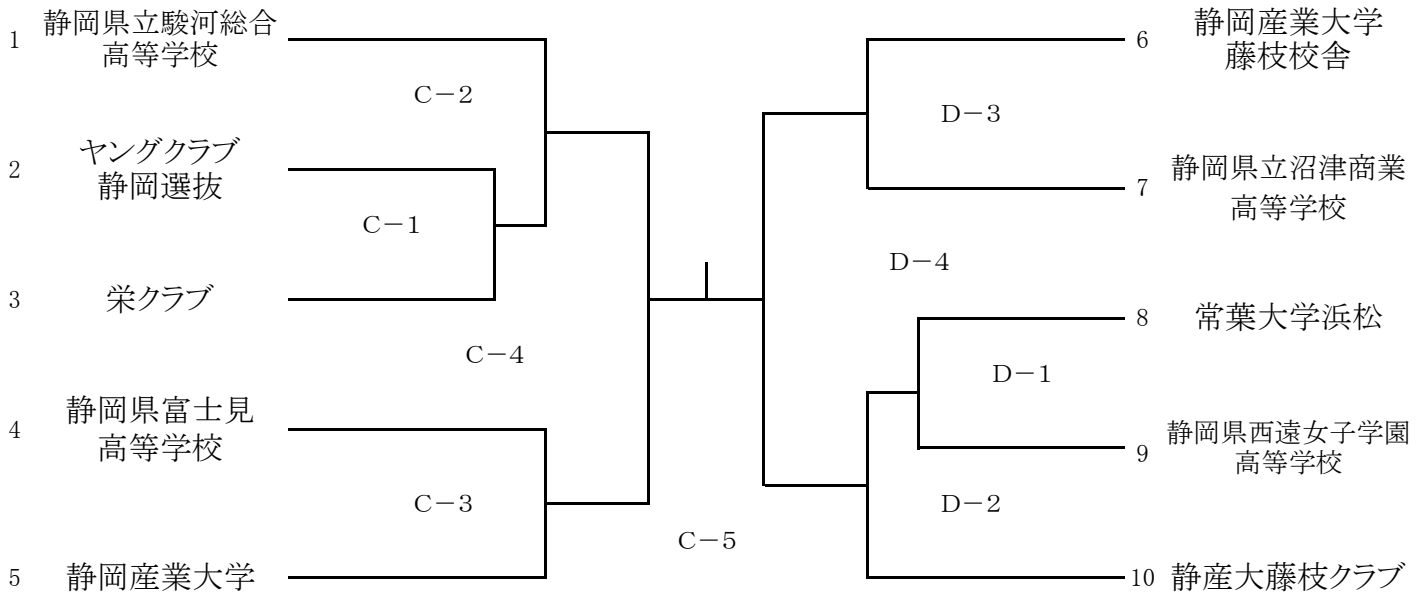 1
静岡県立駿河総合
高等学校
C－2
2
ヤングクラブ
静岡選抜
C－1
3
栄クラブ
C－4
4
静岡県富士見
高等学校
C－3
5
静岡産業大学
C－5
6
静岡産業大学
藤枝校舎
D－3
7
静岡県立沼津商業
高等学校
D－4
8
常葉大学浜松
D－1
9
静岡県西遠女子学園
高等学校
D－2
10
静産大藤枝クラブ